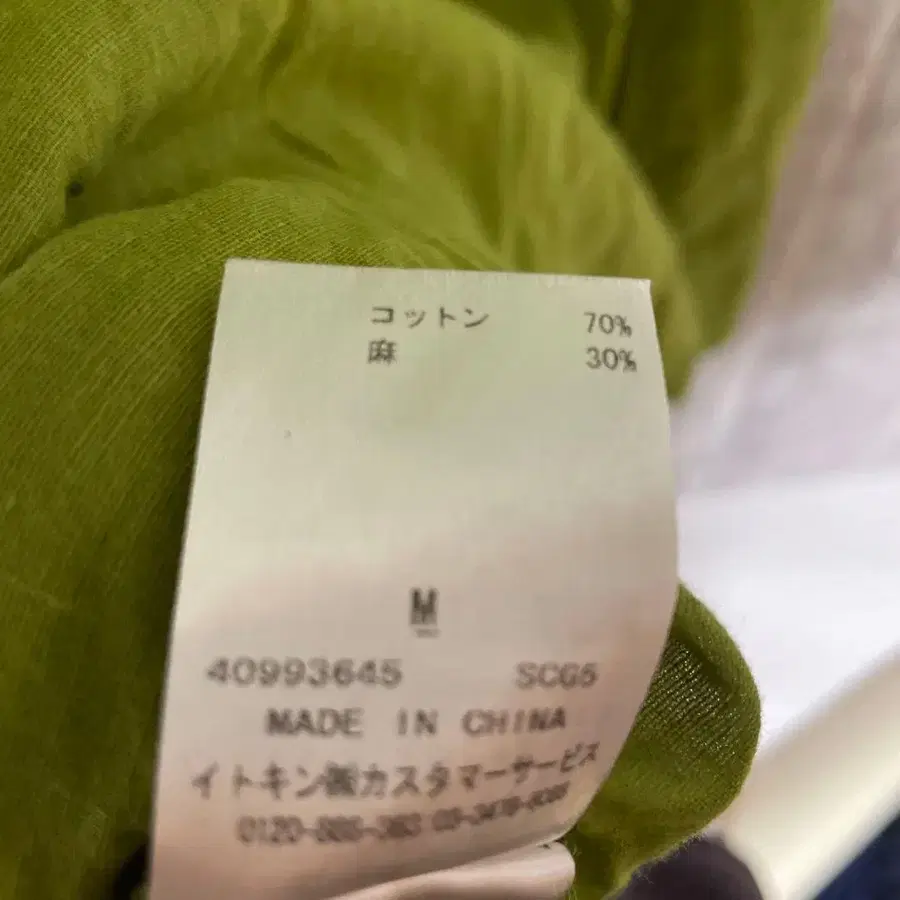 コットン 70%
麻 30%
M
40993645 SCG5
MADE IN CHINA
イトキン㈱カスタマーサービス